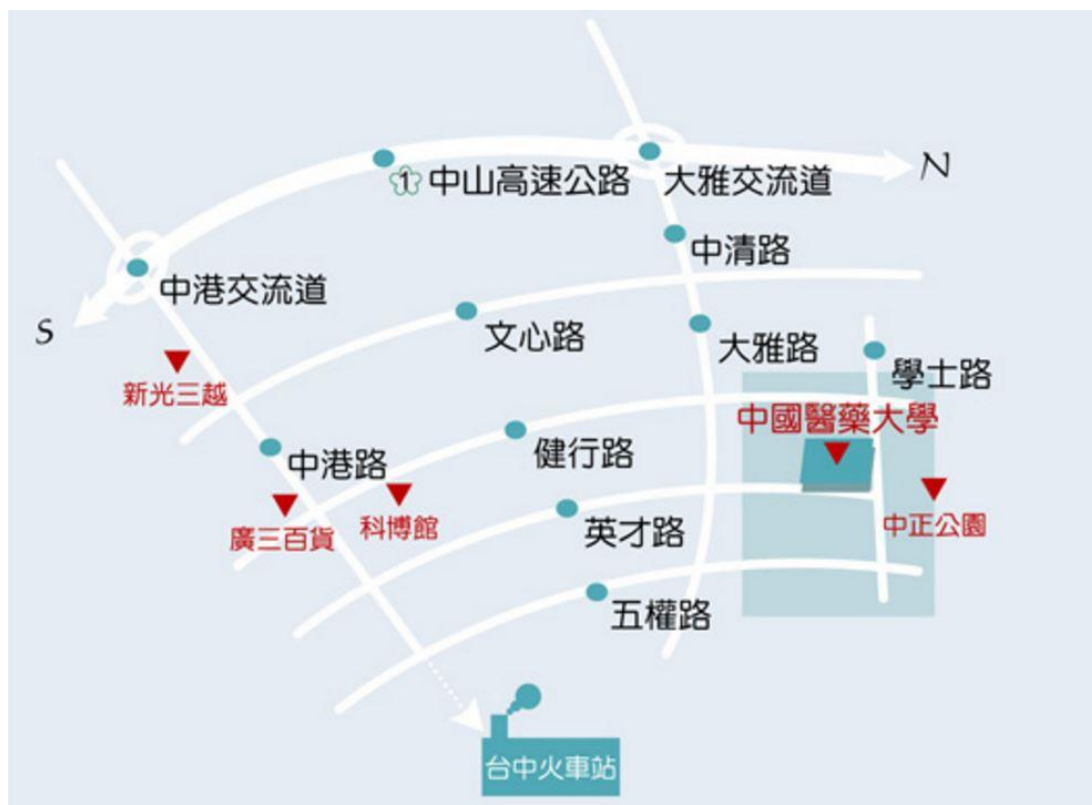 N
1 中山高速公路
大雅交流道
中清路
中港交流道
S
文心路
大雅路
學士路
新光三越
中國醫藥大學
中港路
健行路
廣三百貨
科博館
英才路
中正公園
五權路
台中火車站